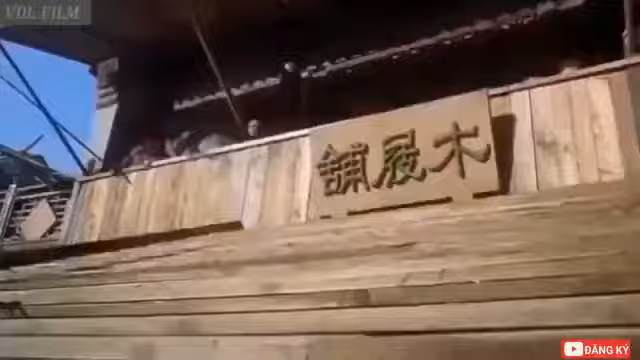 VDL FILM
木屐舖
ĐĂNG KÝ